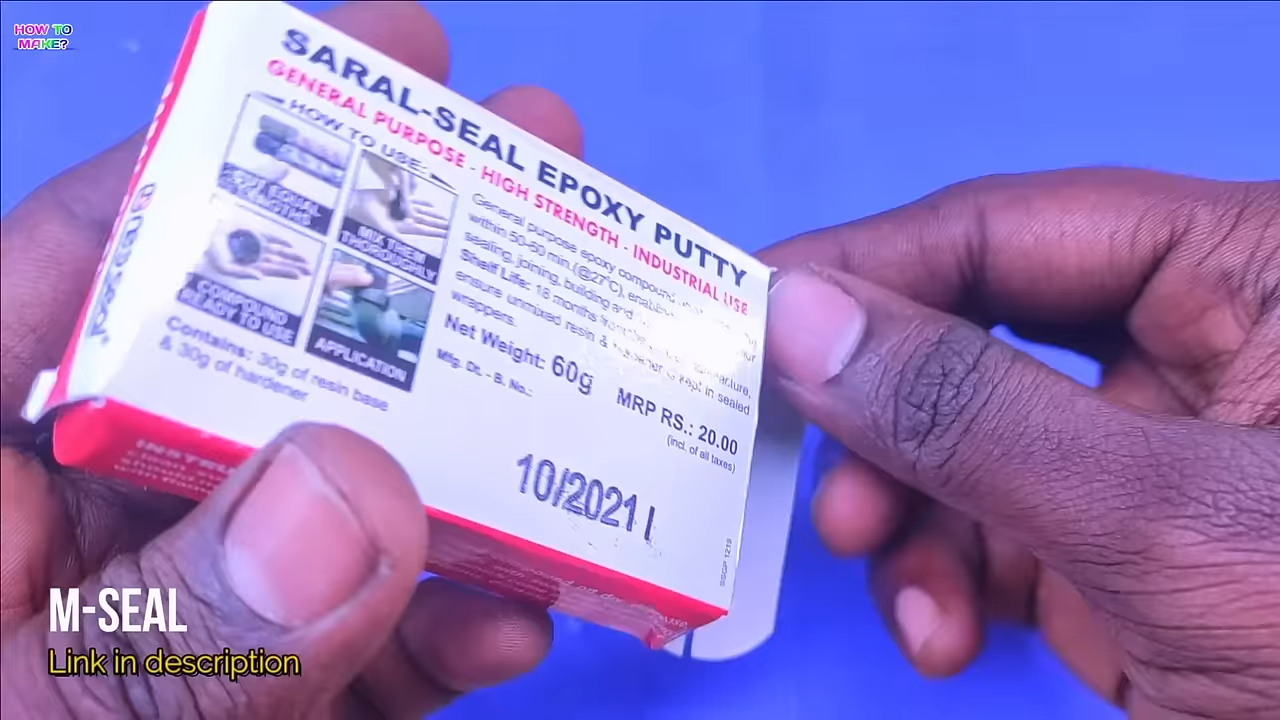 HOW TO
MAKE?
SARAL-SEAL EPOXY PUTTY
GENERAL PURPOSE - HIGH STRENGTH - INDUSTRIAL USE
HOW TO USE:
CUT EQUAL
LENGTHS
MIX THEM
THOROUGHLY
COMPOUND
READY TO USE
APPLICATION
Contains: 30g of resin base
& 30g of hardener
General purpose epoxy compound
within 50-60 min.(@27°C),
sealing, joining, building and
Shelf Life: 18 months from
ensure unmixed resin & hardener is kept in sealed
wrappers.
Net Weight: 60g
MRP RS.: 20.00
(incl. of all taxes)
Mfg. Dt. - B. No.:
10/2021
M-SEAL
Link in description